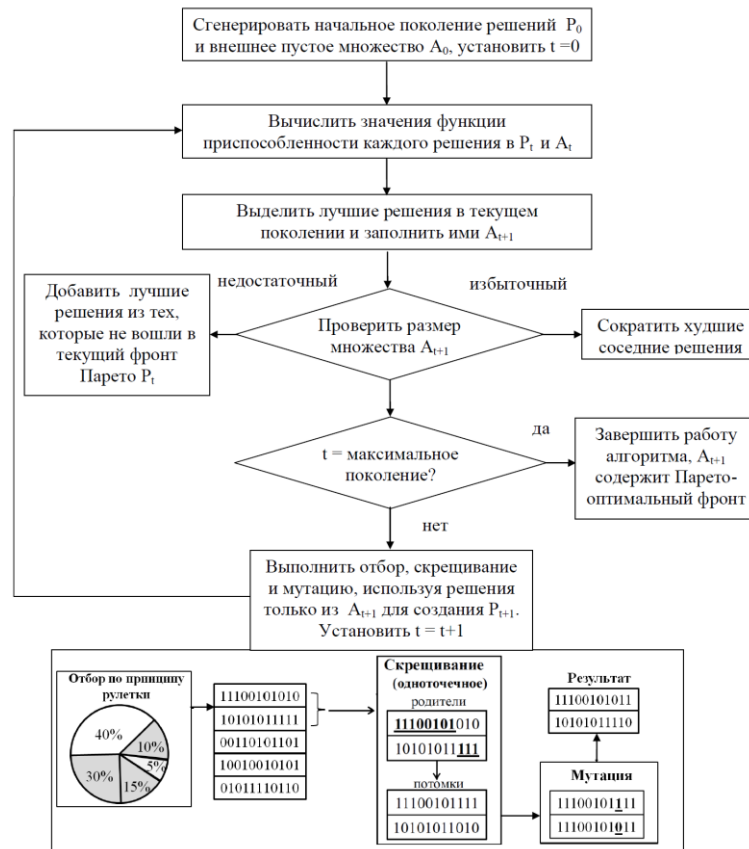 Сгенерировать начальное поколение решений P0
и внешнее пустое множество A0, установить t =0
Вычислить значения функции
приспособленности каждого решения в Pt и At
Выделить лучшие решения в текущем
поколении и заполнить ими At+1
недостаточный
избыточный
Добавить лучшие
решения из тех,
которые не вошли в
текущий фронт
Парето Pt
Проверить размер
множества At+1
Сократить худшие
соседние решения
t = максимальное
поколение?
да
Завершить работу
алгоритма, At+1
содержит Парето-
оптимальный фронт
нет
Выполнить отбор, скрещивание
и мутацию, используя решения
только из At+1 для создания Pt+1.
Установить t = t+1
Отбор по принципу
рулетки
40%
10%
5%
15%
30%
11100101010
10101011111
00110101101
10010010101
01011110110
Скрещивание
(одноточечное)
родители
11100101010
10101011111
потомки
11100101111
10101011010
Результат
11100101011
10101011110
Мутация
11100101111
11100101011